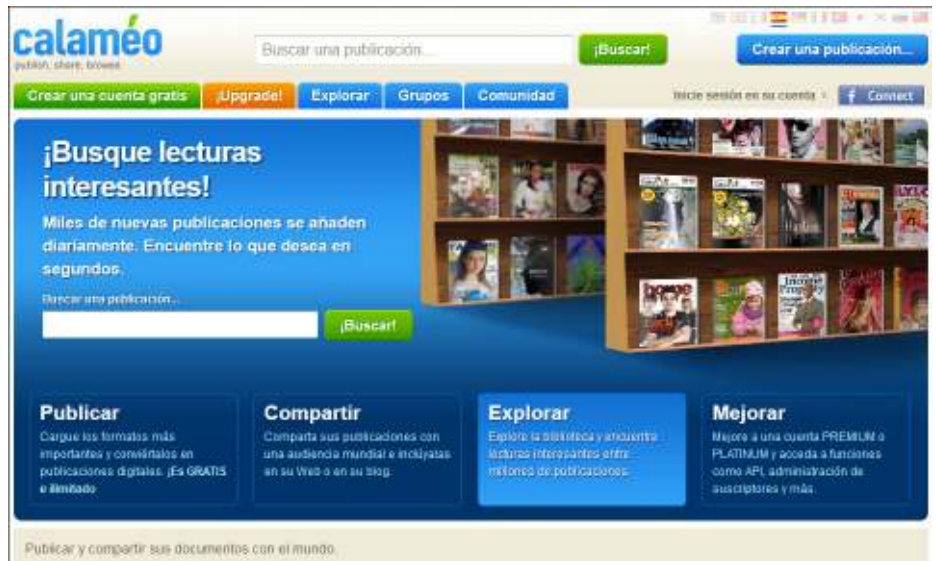 calaméo
publish, share, browse
Buscar una publicación...
¡Buscar!
Crear una publicación...
Crear una cuenta gratis
¡Upgrade!
Explorar
Grupos
Comunidad
Inicie sesión en su cuenta
f Connect
¡Busque lecturas
interesantes!
Miles de nuevas publicaciones se añaden
diariamente. Encuentre lo que desea en
segundos.
Buscar una publicación...
¡Buscar!
home
Income
Property
Publicar
Cargue los formatos más
importantes y conviértalos en
publicaciones digitales. ¡Es GRATIS
e ilimitado
Compartir
Comparta sus publicaciones con
una audiencia mundial e inclúyalas
en su Web o en su blog.
Explorar
Explore la biblioteca y encuentre
lecturas interesantes entre
millones de publicaciones.
Mejorar
Mejore a una cuenta PREMIUM o
PLATINUM y acceda a funciones
como API, administración de
suscriptores y más.
Publicar y compartir sus documentos con el mundo.